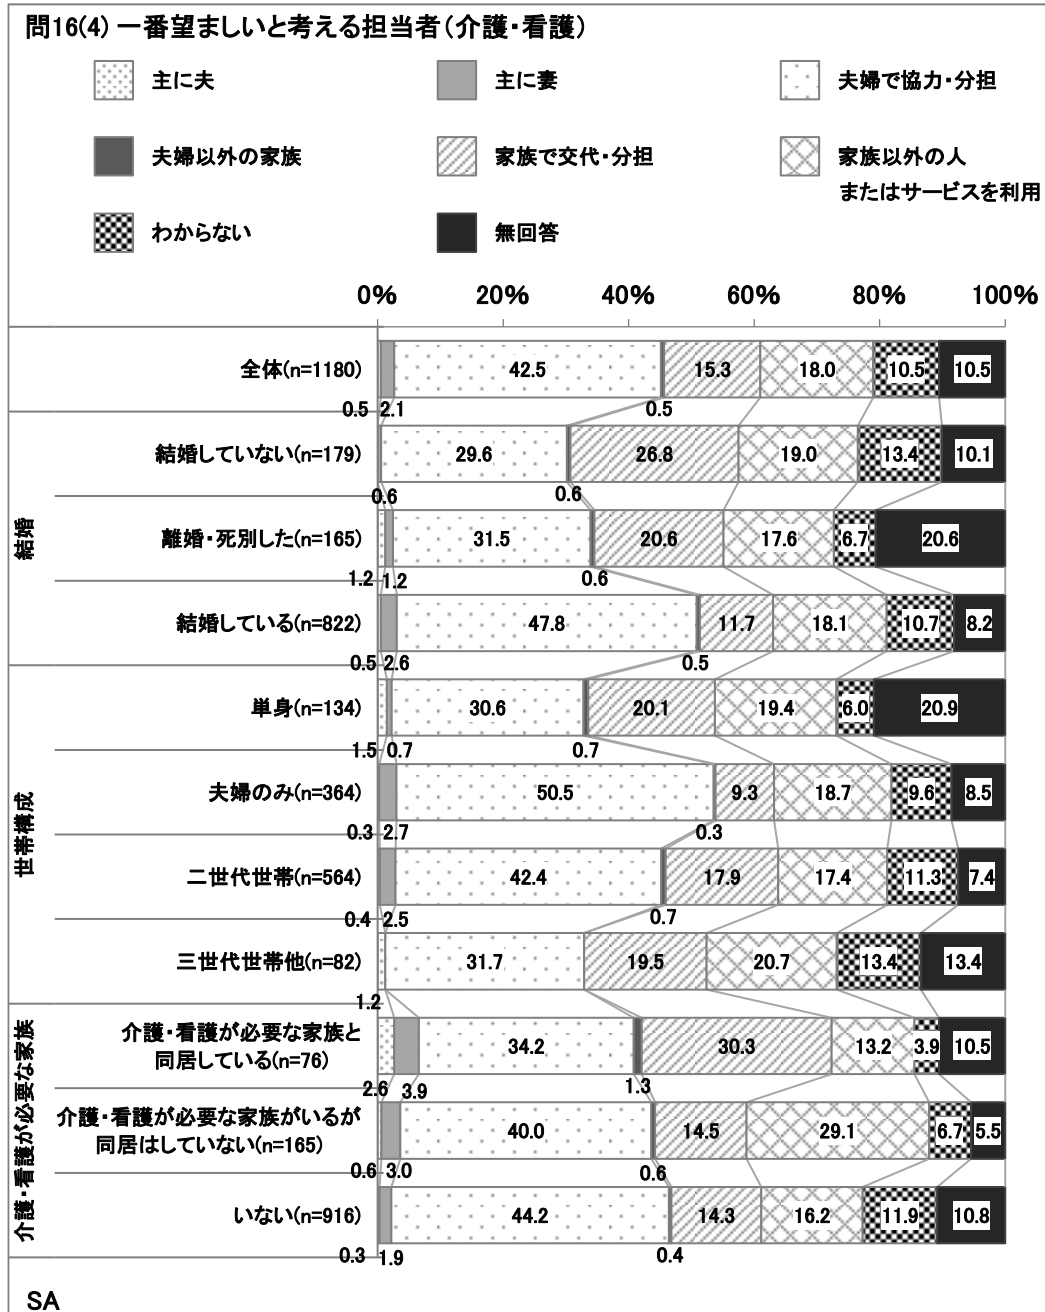 問16(4) 一番望ましいと考える担当者(介護・看護)
主に夫
主に妻
夫婦で協力・分担
夫婦以外の家族
家族で交代・分担
家族以外の人
またはサービスを利用
わからない
無回答
0% 20% 40% 60% 80% 100%
全体(n=1180) 42.5 15.3 18.0 10.5 10.5
0.5 2.1 0.5
結婚
結婚していない(n=179) 29.6 26.8 19.0 13.4 10.1
0.6 0.6
離婚・死別した(n=165) 31.5 20.6 17.6 6.7 20.6
1.2 1.2 0.6
結婚している(n=822) 47.8 11.7 18.1 10.7 8.2
0.5 2.6 0.5
世帯構成
単身(n=134) 30.6 20.1 19.4 6.0 20.9
1.5 0.7 0.7
夫婦のみ(n=364) 50.5 9.3 18.7 9.6 8.5
0.3 2.7 0.3
二世代世帯(n=564) 42.4 17.9 17.4 11.3 7.4
0.4 2.5 0.7
三世代世帯他(n=82) 31.7 19.5 20.7 13.4 13.4
1.2
介護・看護が必要な家族
介護・看護が必要な家族と
同居している(n=76) 34.2 30.3 13.2 3.9 10.5
2.6 3.9 1.3
介護・看護が必要な家族がいるが
同居はしていない(n=165) 40.0 14.5 29.1 6.7 5.5
0.6 3.0 0.6
いない(n=916) 44.2 14.3 16.2 11.9 10.8
0.3 1.9 0.4
SA